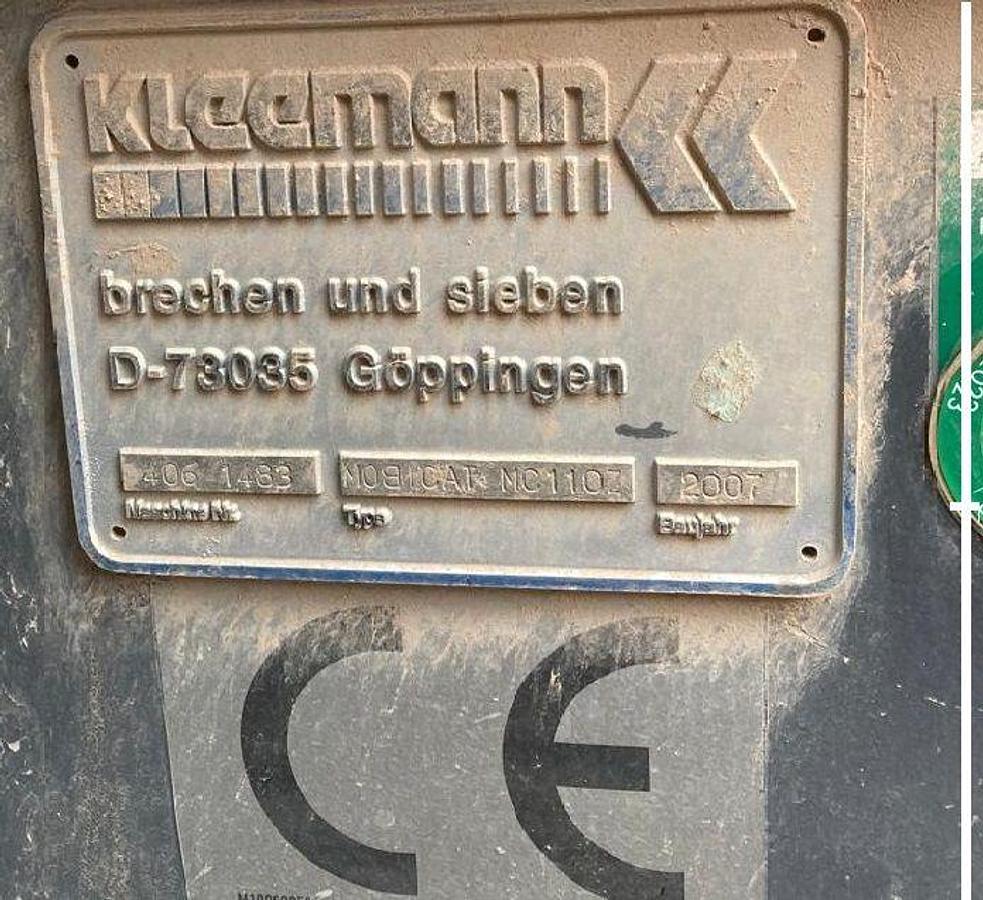 Kleemann
brechen und sieben
D-73035 Göppingen
406 1483 MOBICAT MC110Z 2007
Maschine Nr. Type Baujahr
CE